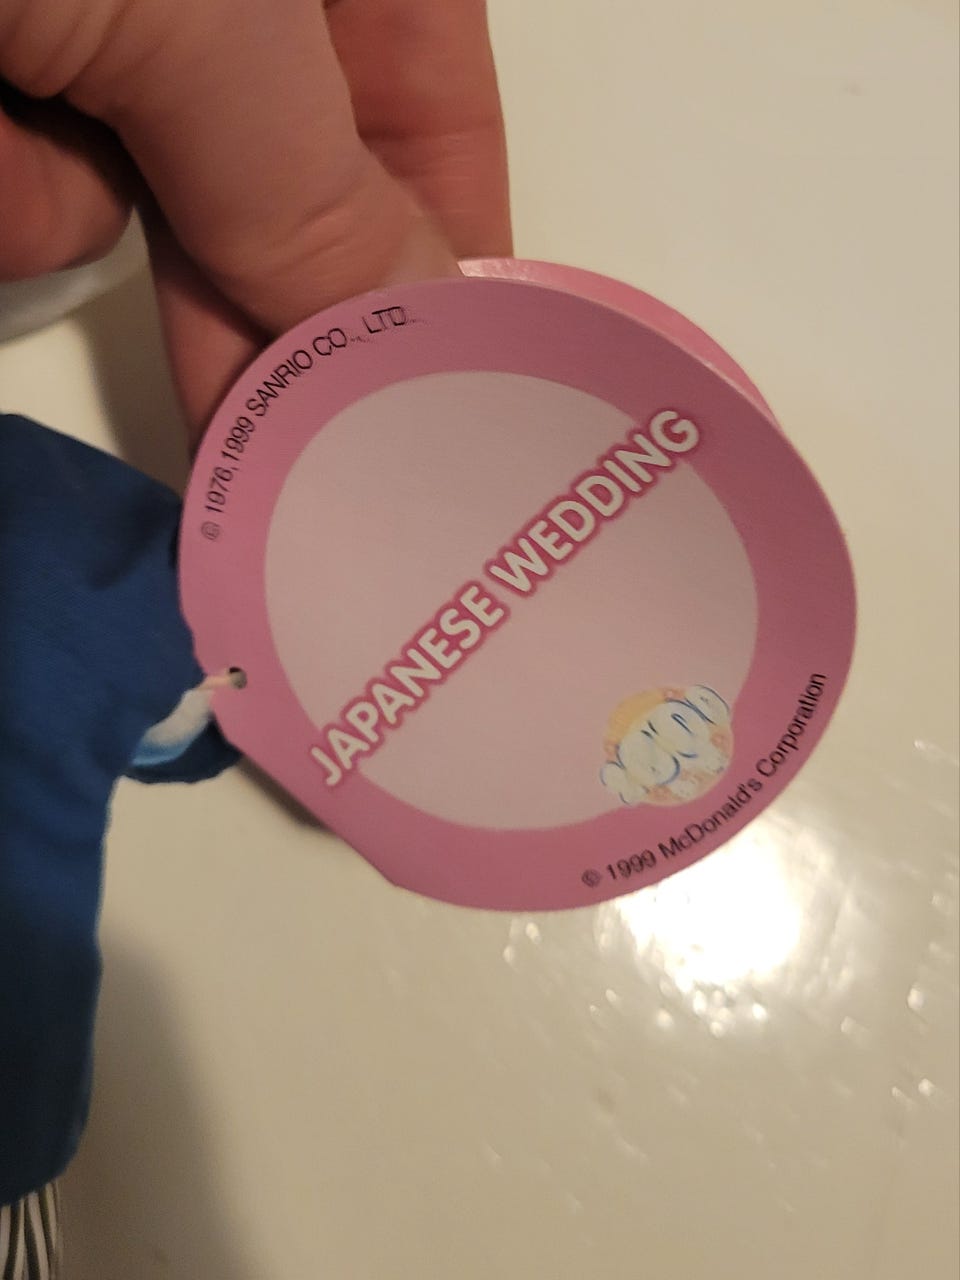 © 1976,1999 SANRIO CO., LTD.
JAPANESE WEDDING
© 1999 McDonald's Corporation